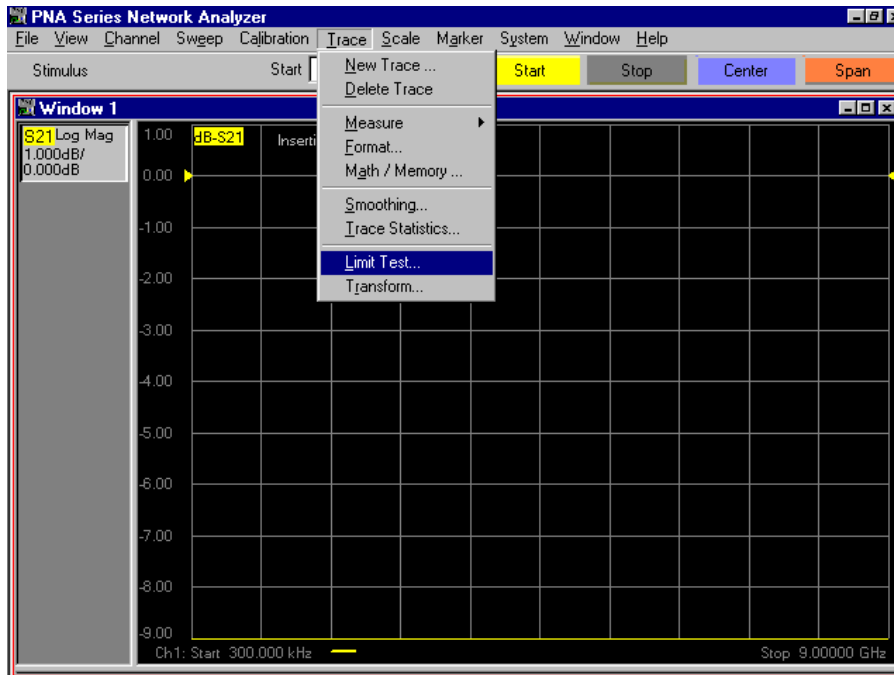 PNA Series Network Analyzer
File View Channel Sweep Calibration Trace Scale Marker System Window Help
Stimulus Start Start Stop Center Span
New Trace ...
Delete Trace
Measure
Format...
Math / Memory ...
Smoothing...
Trace Statistics...
Limit Test...
Transform...
Window 1
S21 Log Mag
1.000dB/
0.000dB
dB-S21 Inserti
1.00
0.00
-1.00
-2.00
-3.00
-4.00
-5.00
-6.00
-7.00
-8.00
-9.00
Ch1: Start 300.000 kHz Stop 9.00000 GHz